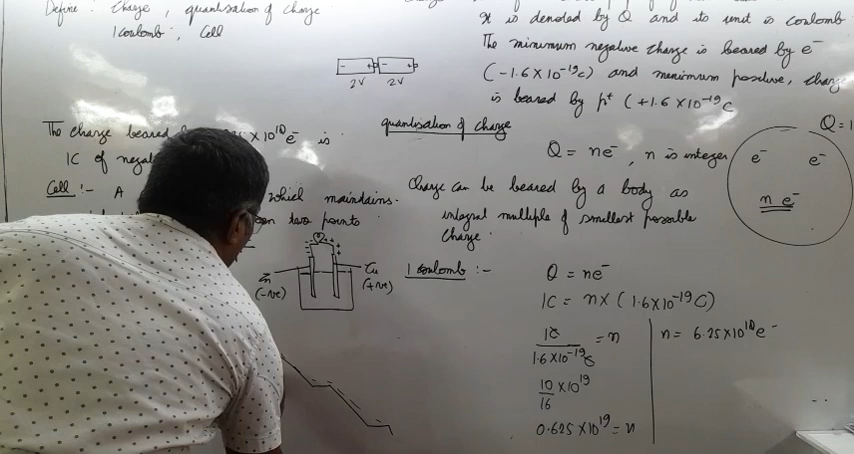 Define : Charge , quantisation of charge
1 coulomb , Cell
It is denoted by Q and its unit is coulomb
The minimum negative charge is beared by e⁻
(-1.6×10⁻¹⁹c) and menimum positive, charge
is beared by p⁺ (+1.6×10⁻¹⁹C
- + - +
2V 2V
The charge beared ×10¹⁸e⁻ is
1C of negat
Cell :- A which maintains.
two points
Zn
(-ve)
Cu
(+ve)
quantisation of charge
Q = ne⁻, n is integer
Charge can be beared by a body as
integral multiple of smallest possible
charge.
Q = 1
e⁻ e⁻
n e⁻
1 coulomb :-
Q = ne⁻
1C = n×(1.6×10⁻¹⁹C)
1C/1.6×10⁻¹⁹C = n
10/16 ×10¹⁹
0.625×10¹⁹ = n
n = 6.25×10¹⁸e⁻